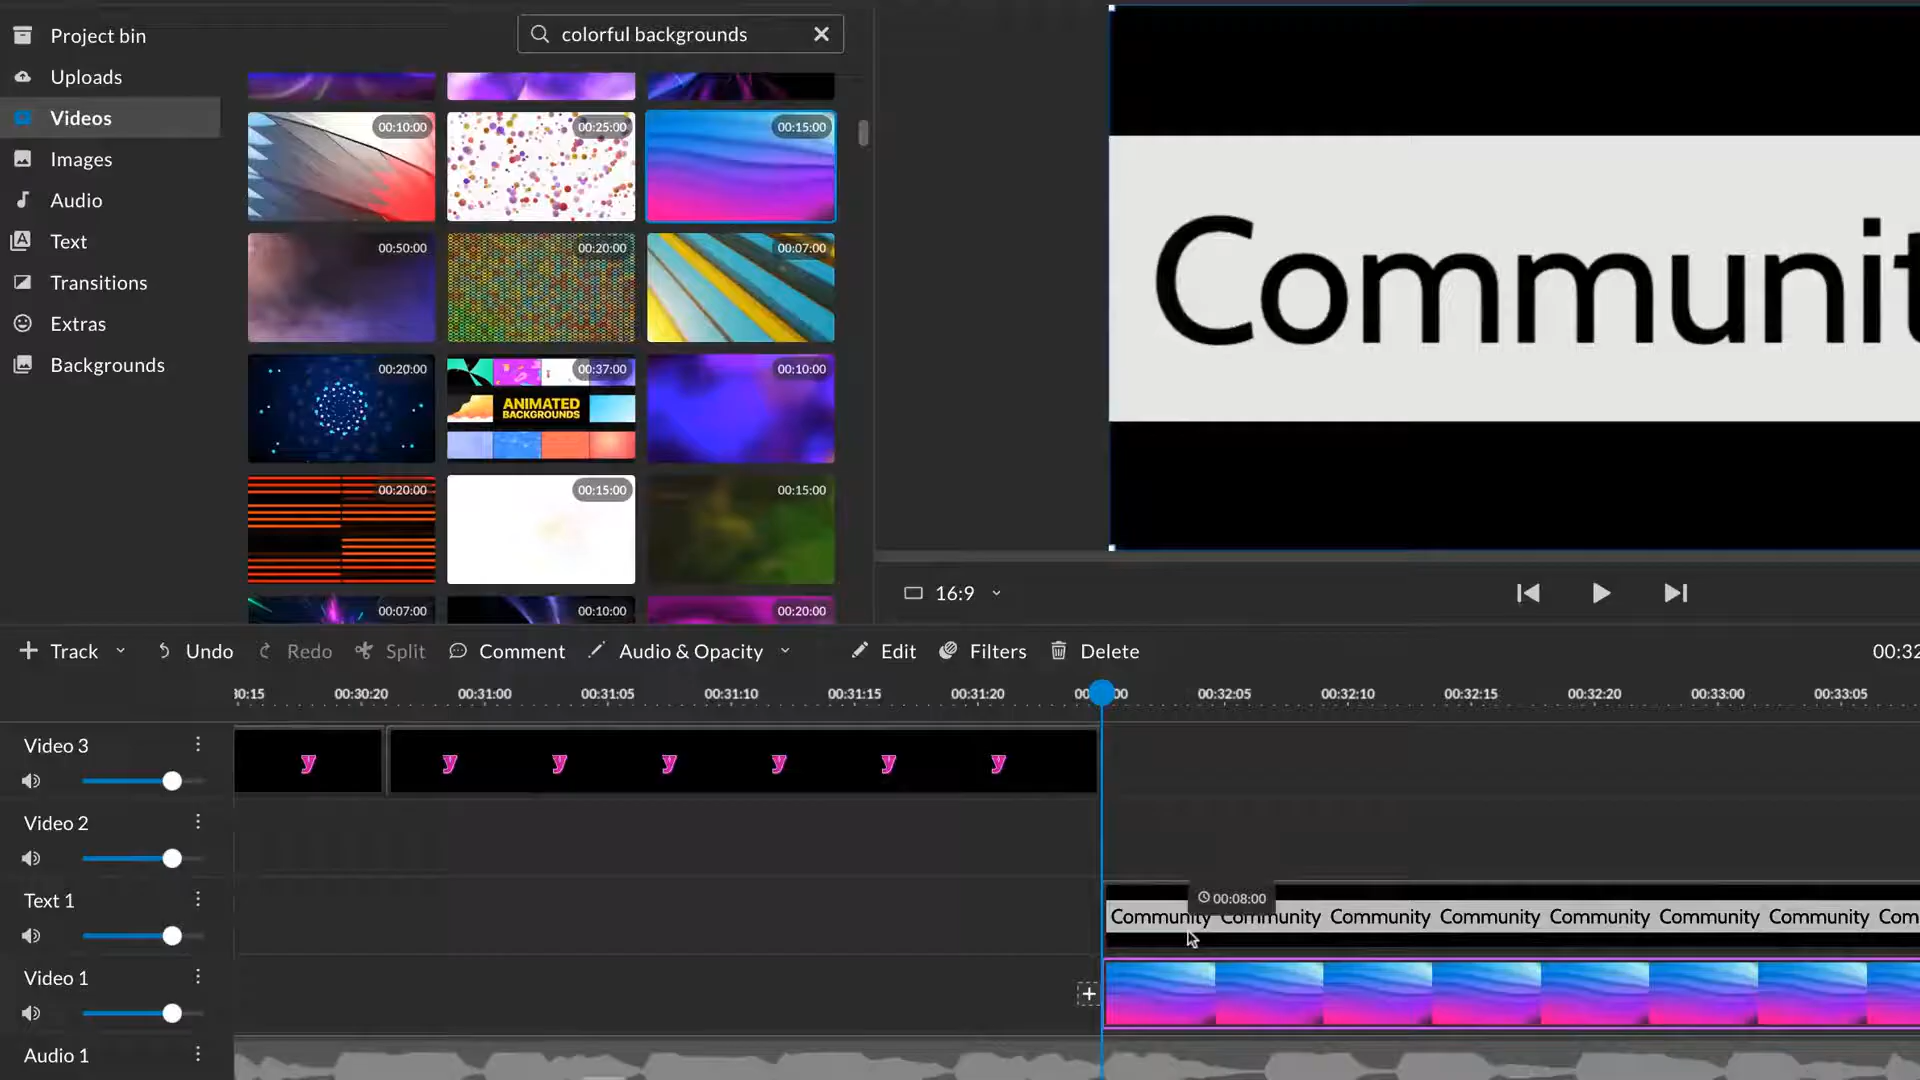 Project bin
Uploads
Videos
Images
Audio
Text
Transitions
Extras
Backgrounds
colorful backgrounds
00:10:00
00:25:00
00:15:00
00:50:00
00:20:00
00:07:00
00:20:00
00:37:00
ANIMATED
BACKGROUNDS
00:10:00
00:20:00
00:15:00
00:15:00
00:07:00
00:10:00
00:20:00
Communit
16:9
Track
Undo
Redo
Split
Comment
Audio & Opacity
Edit
Filters
Delete
00:32
00:30:20 00:31:00 00:31:05 00:31:10 00:31:15 00:31:20 00:32:05 00:32:10 00:32:15 00:32:20 00:33:00 00:33:05
Video 3
y y y y y y y
Video 2
Text 1
00:08:00
Community Community Community Community Community Community Community Com
Video 1
Audio 1